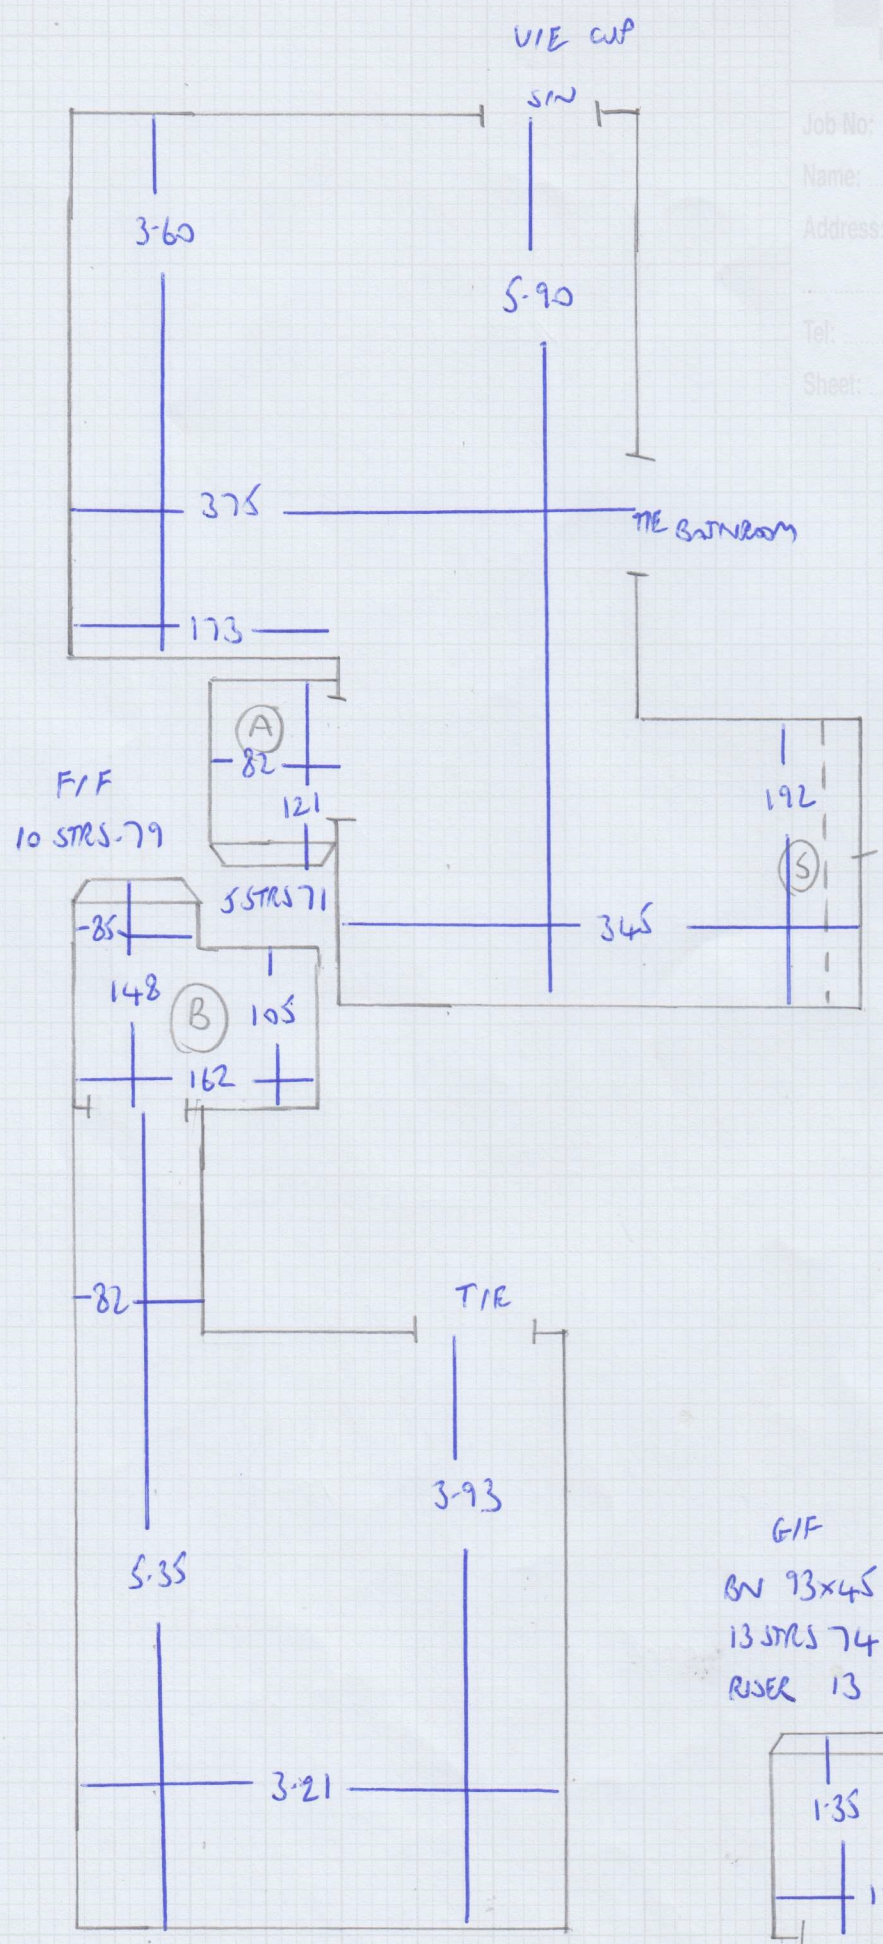 V/E CUP
S/N
Job No:
Name:
Address:
Tel:
Sheet:
3·60
5·90
375
T/E BATHROOM
173
A
82
121
5 STRS 71
F/F
10 STRS·79
192
S
345
85
148
B
105
162
82
T/E
3·93
5·35
3·21
G/F
BN 93x45
13 STRS 74
RISER 13
1·35
1